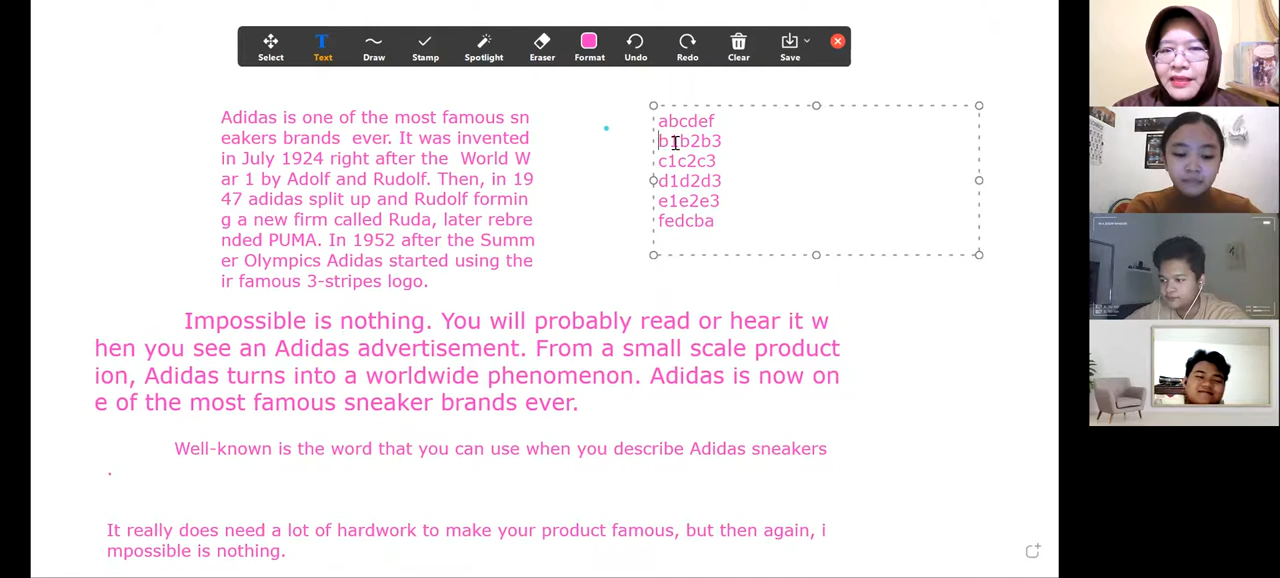 Select Text Draw Stamp Spotlight Eraser Format Undo Redo Clear Save
Adidas is one of the most famous sn
eakers brands  ever. It was invented
in July 1924 right after the  World W
ar 1 by Adolf and Rudolf. Then, in 19
47 adidas split up and Rudolf formin
g a new firm called Ruda, later rebre
nded PUMA. In 1952 after the Summ
er Olympics Adidas started using the
ir famous 3-stripes logo.
abcdef
b1b2b3
c1c2c3
d1d2d3
e1e2e3
fedcba
Impossible is nothing. You will probably read or hear it w
hen you see an Adidas advertisement. From a small scale product
ion, Adidas turns into a worldwide phenomenon. Adidas is now on
e of the most famous sneaker brands ever.
Well-known is the word that you can use when you describe Adidas sneakers
.
It really does need a lot of hardwork to make your product famous, but then again, i
mpossible is nothing.